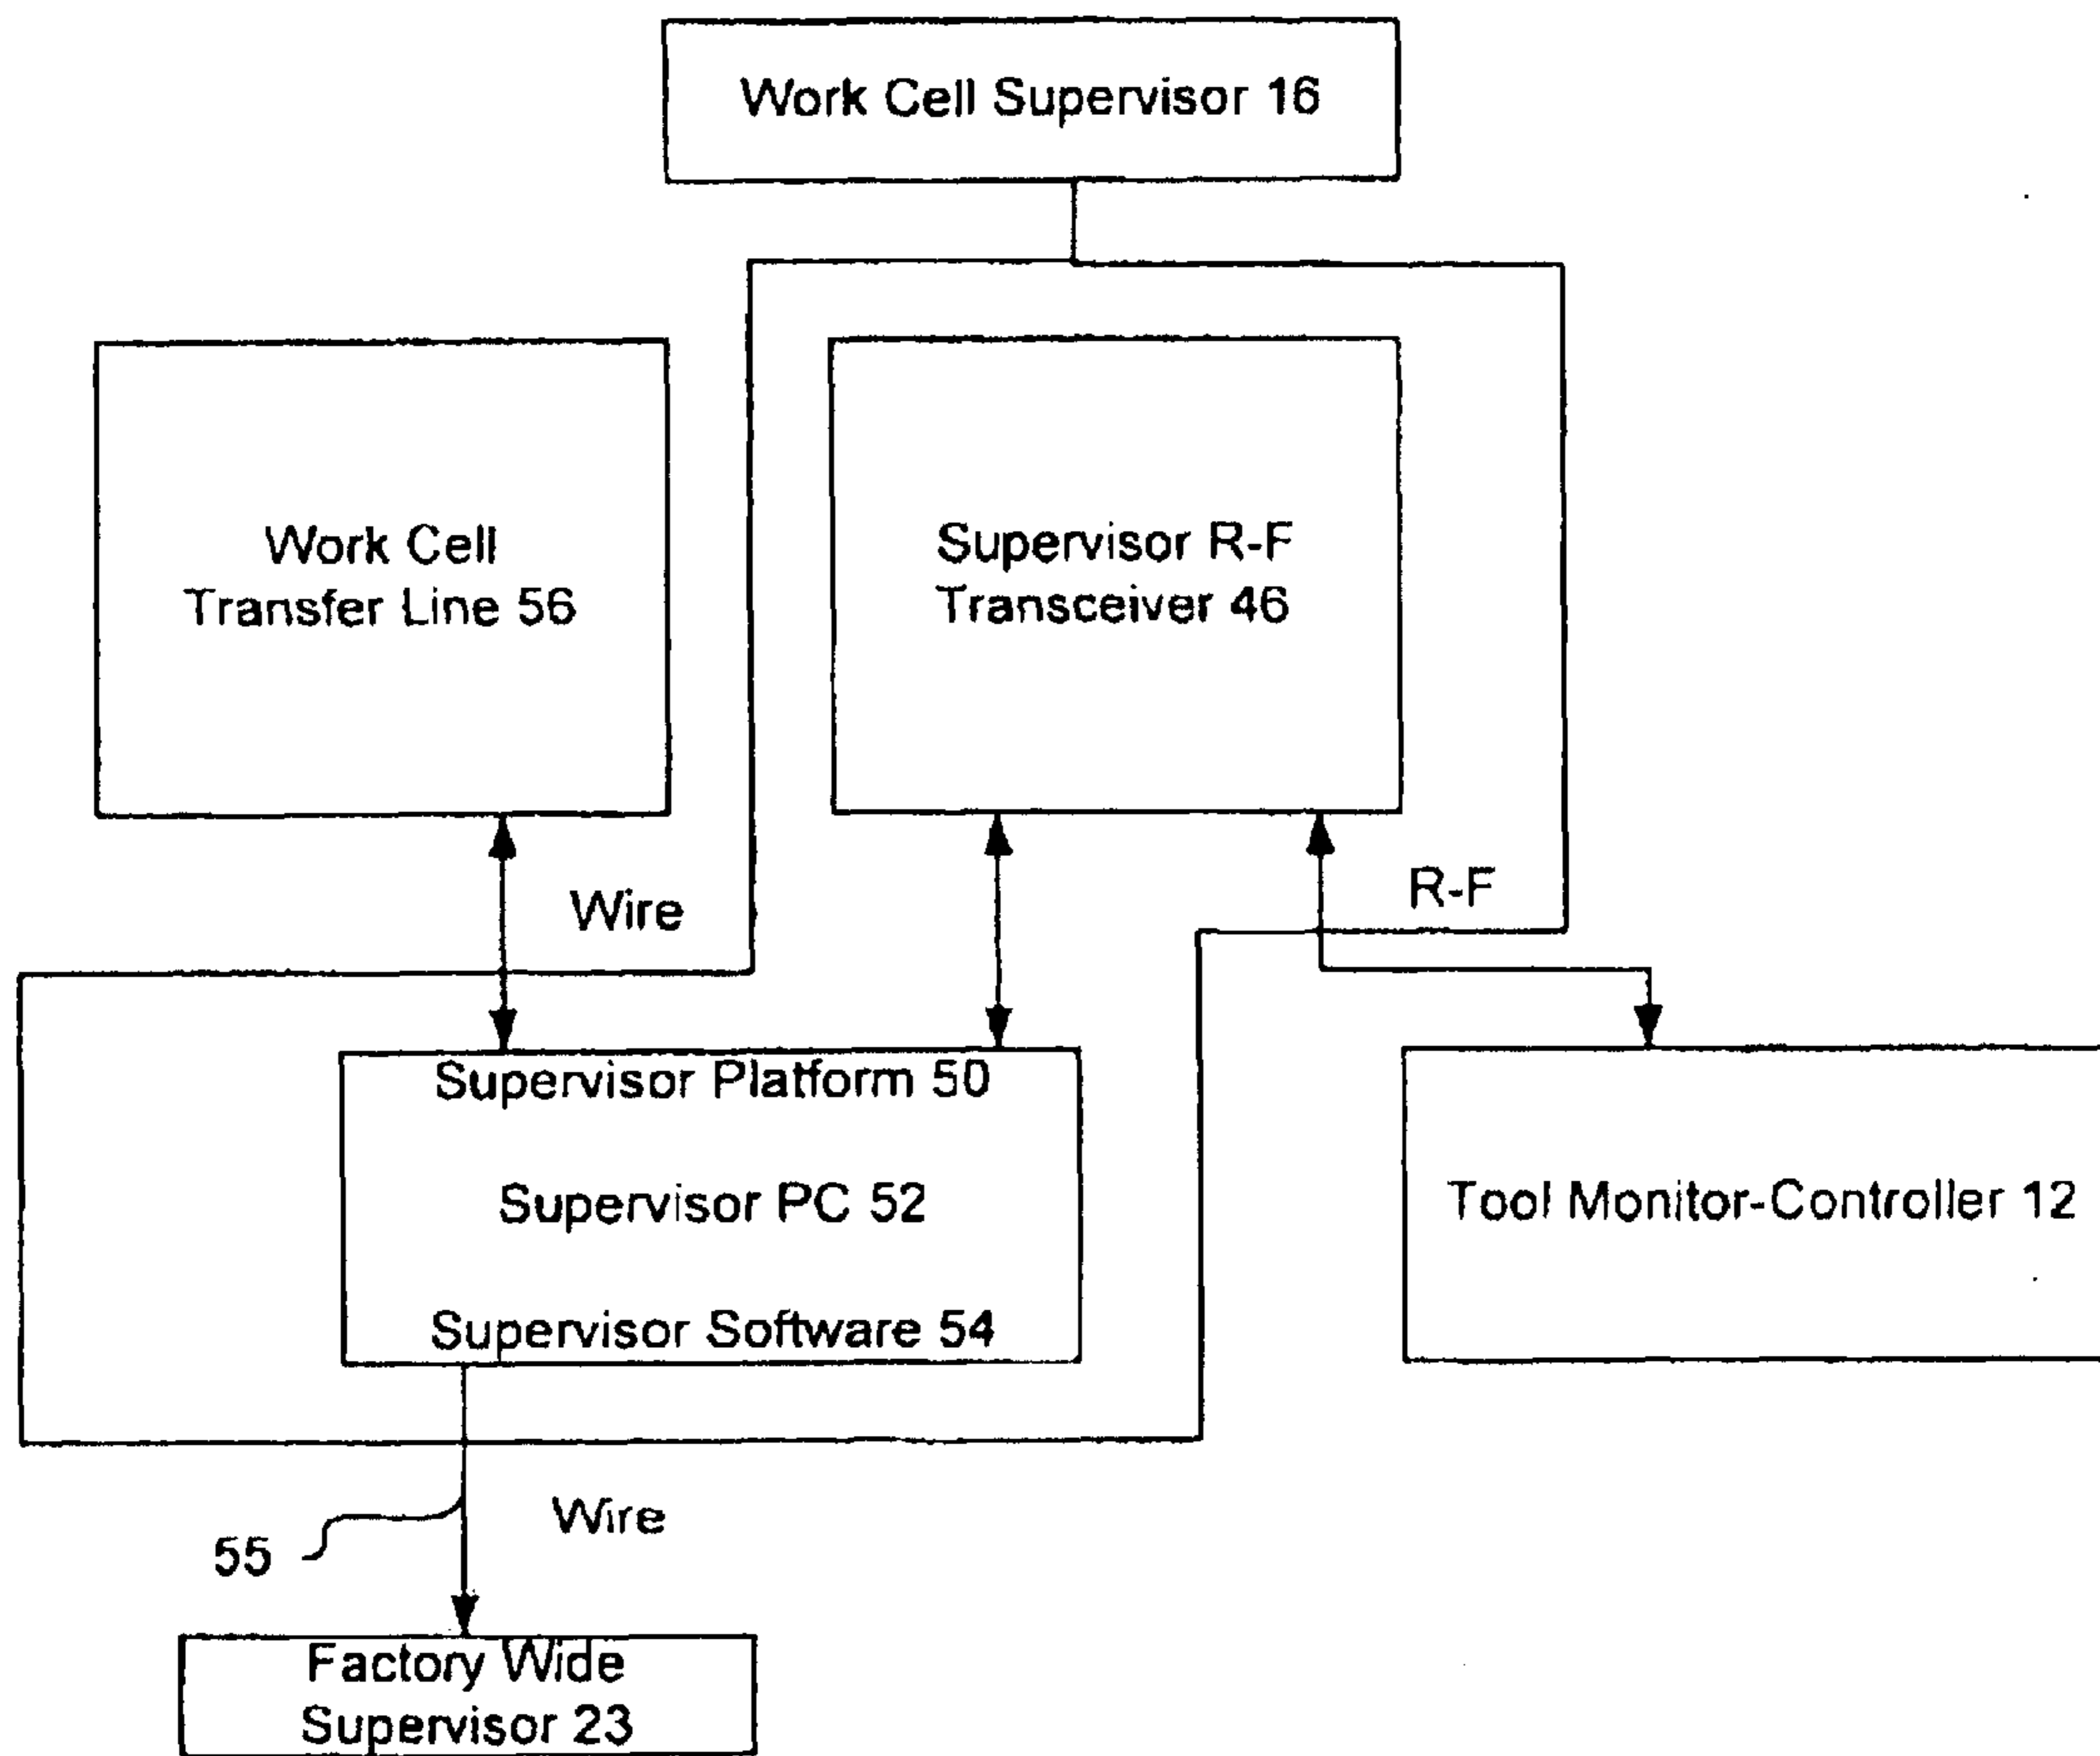 Work Cell Supervisor 16
Work Cell
Transfer Line 56
Supervisor R-F
Transceiver 46
Wire
R-F
Supervisor Platform 50
Supervisor PC 52
Supervisor Software 54
Tool Monitor-Controller 12
55
Wire
Factory Wide
Supervisor 23